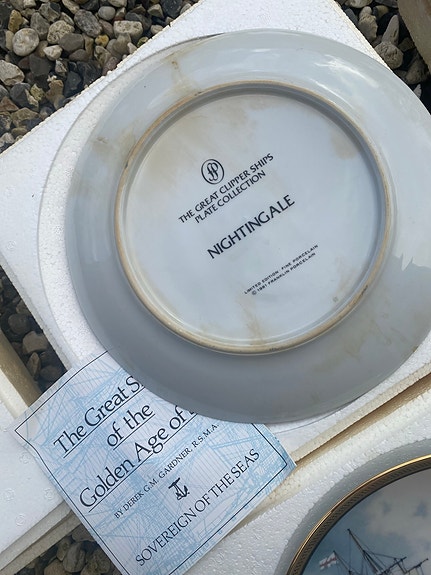 THE GREAT CLIPPER SHIPS
PLATE COLLECTION
NIGHTINGALE
LIMITED EDITION · FINE PORCELAIN
© 1981 FRANKLIN PORCELAIN
The Great S
of the
Golden Age of
BY DEREK G.M. GARDNER, R.S.M.A.
SOVEREIGN OF THE SEAS